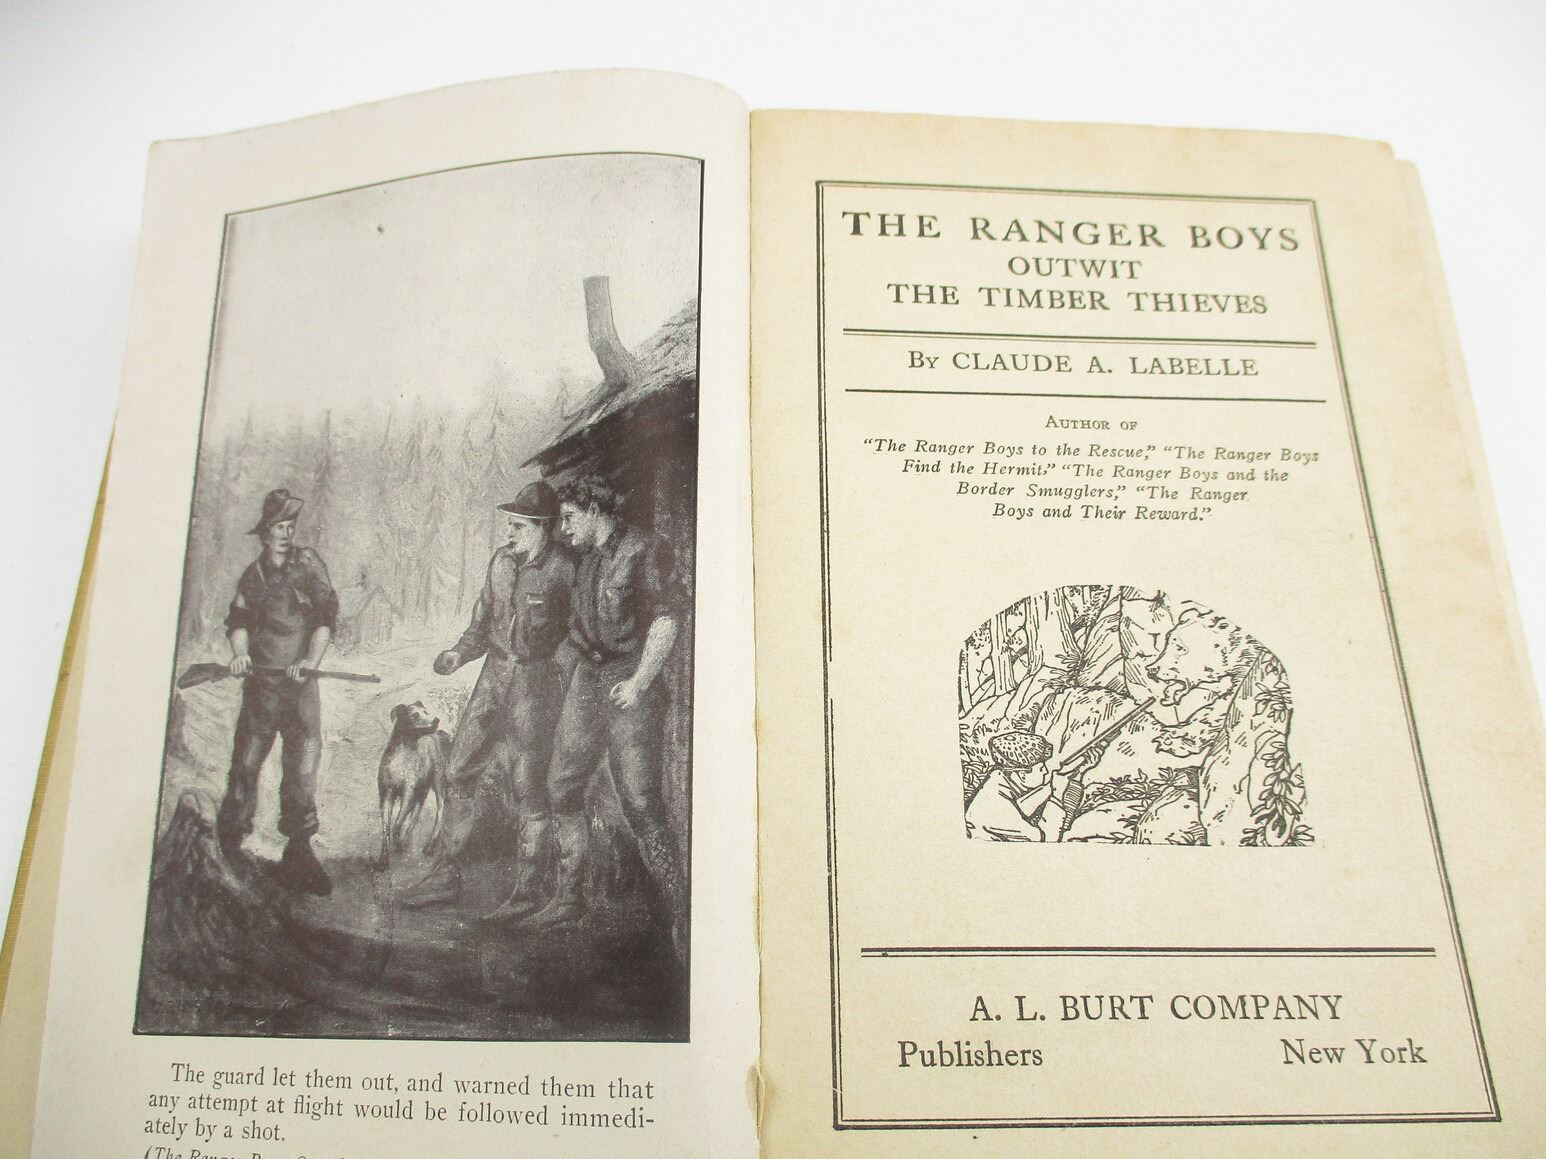 The guard let them out, and warned them that
any attempt at flight would be followed immedi-
ately by a shot.
(The Ranger
THE RANGER BOYS
OUTWIT
THE TIMBER THIEVES
By CLAUDE A. LABELLE
AUTHOR OF
"The Ranger Boys to the Rescue," "The Ranger Boys
Find the Hermit," "The Ranger Boys and the
Border Smugglers," "The Ranger
Boys and Their Reward."
A. L. BURT COMPANY
Publishers New York